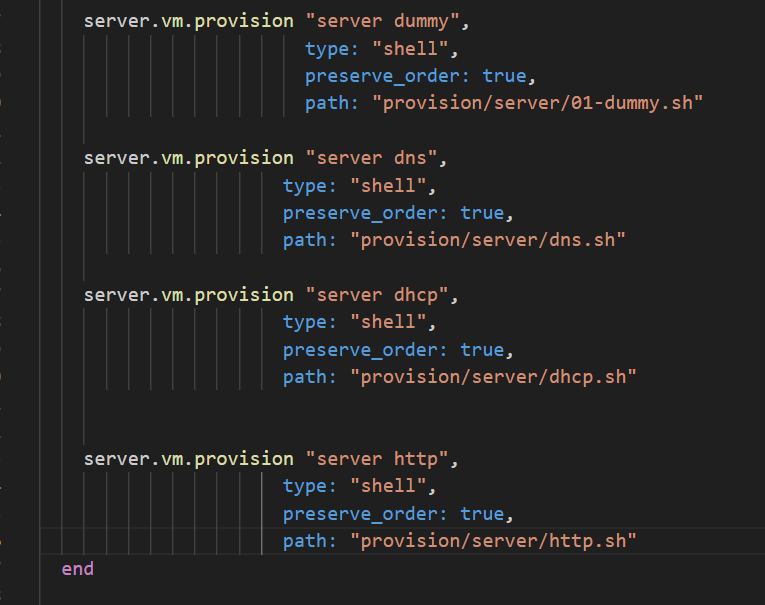 server.vm.provision "server dummy",
type: "shell",
preserve_order: true,
path: "provision/server/01-dummy.sh"
server.vm.provision "server dns",
type: "shell",
preserve_order: true,
path: "provision/server/dns.sh"
server.vm.provision "server dhcp",
type: "shell",
preserve_order: true,
path: "provision/server/dhcp.sh"
server.vm.provision "server http",
type: "shell",
preserve_order: true,
path: "provision/server/http.sh"
end